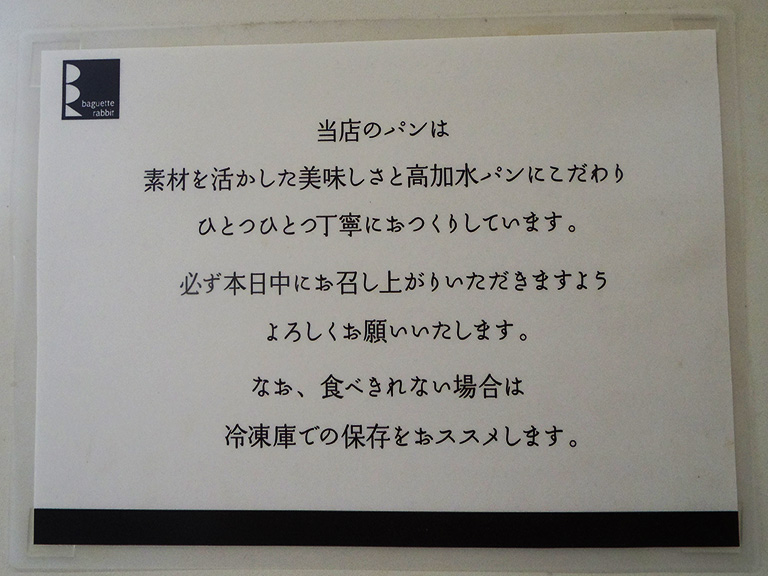 baguette
rabbit
当店のパンは
素材を活かした美味しさと高加水パンにこだわり
ひとつひとつ丁寧におつくりしています。
必ず本日中にお召し上がりいただきますよう
よろしくお願いいたします。
なお、食べきれない場合は
冷凍庫での保存をおススメします。